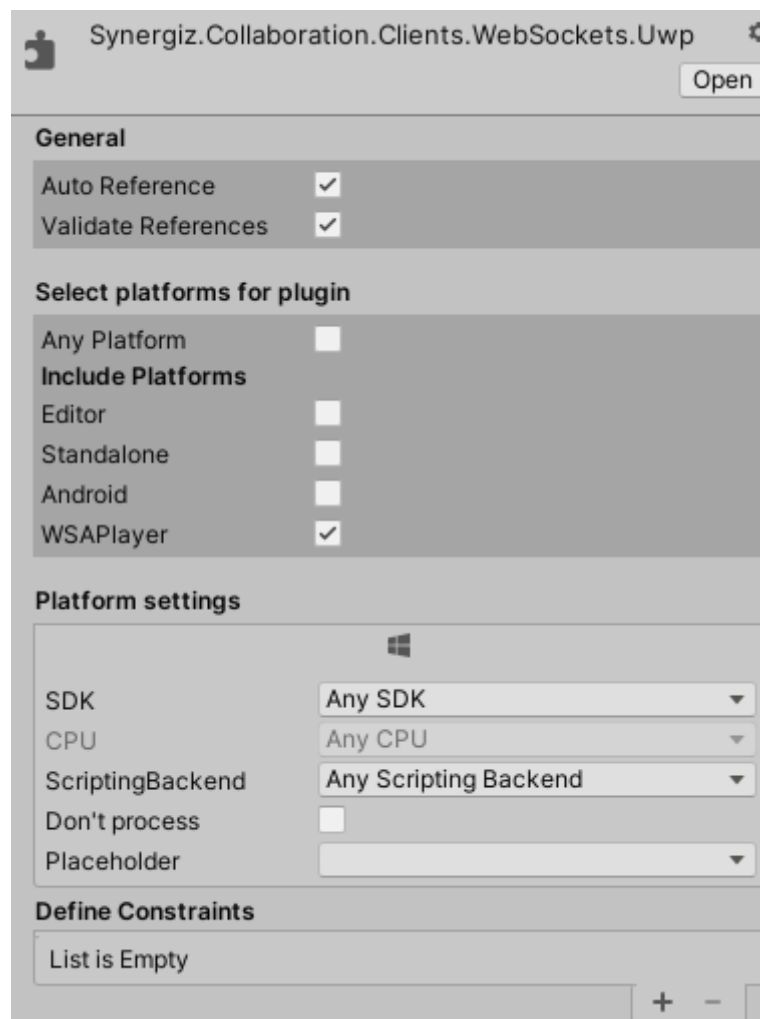 Synergiz.Collaboration.Clients.WebSockets.Uwp
Open
General
Auto Reference
Validate References
Select platforms for plugin
Any Platform
Include Platforms
Editor
Standalone
Android
WSAPlayer
Platform settings
SDK Any SDK
CPU Any CPU
ScriptingBackend Any Scripting Backend
Don't process
Placeholder
Define Constraints
List is Empty
+ −